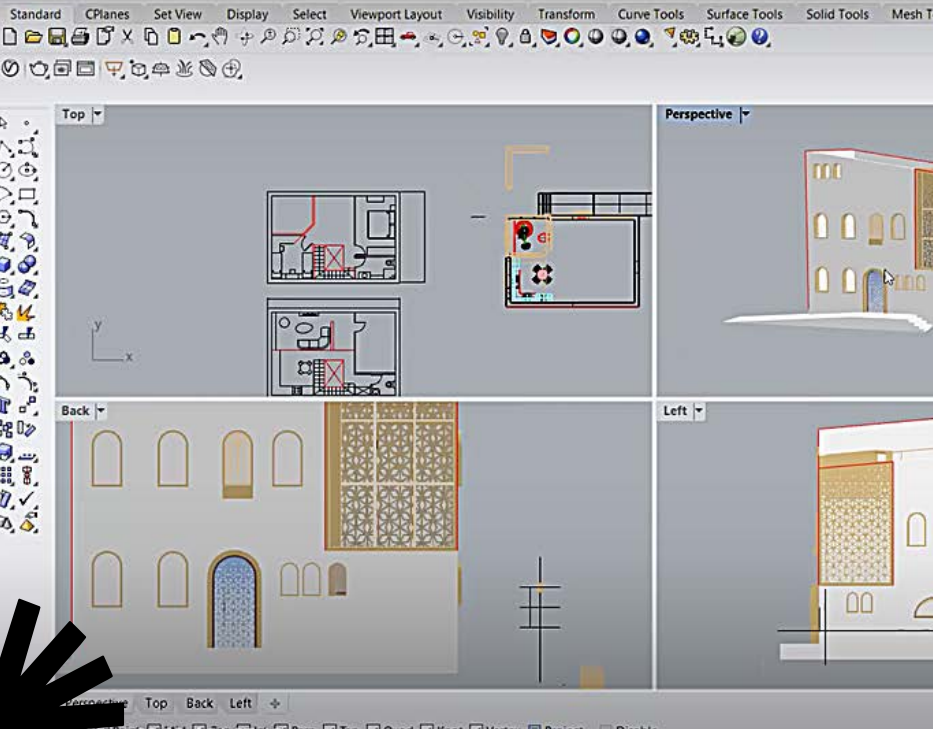 Standard CPlanes Set View Display Select Viewport Layout Visibility Transform Curve Tools Surface Tools Solid Tools Mesh T
Top
Perspective
y
x
Back
Left
Perspective Top Back Left